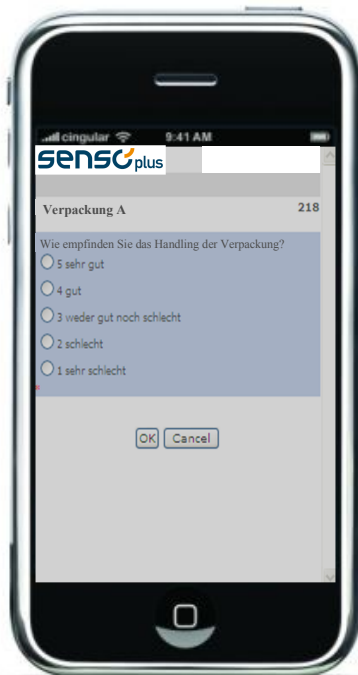 cingular 9:41 AM
sensoplus
Verpackung A 218
Wie empfinden Sie das Handling der Verpackung?
5 sehr gut
4 gut
3 weder gut noch schlecht
2 schlecht
1 sehr schlecht
OK Cancel